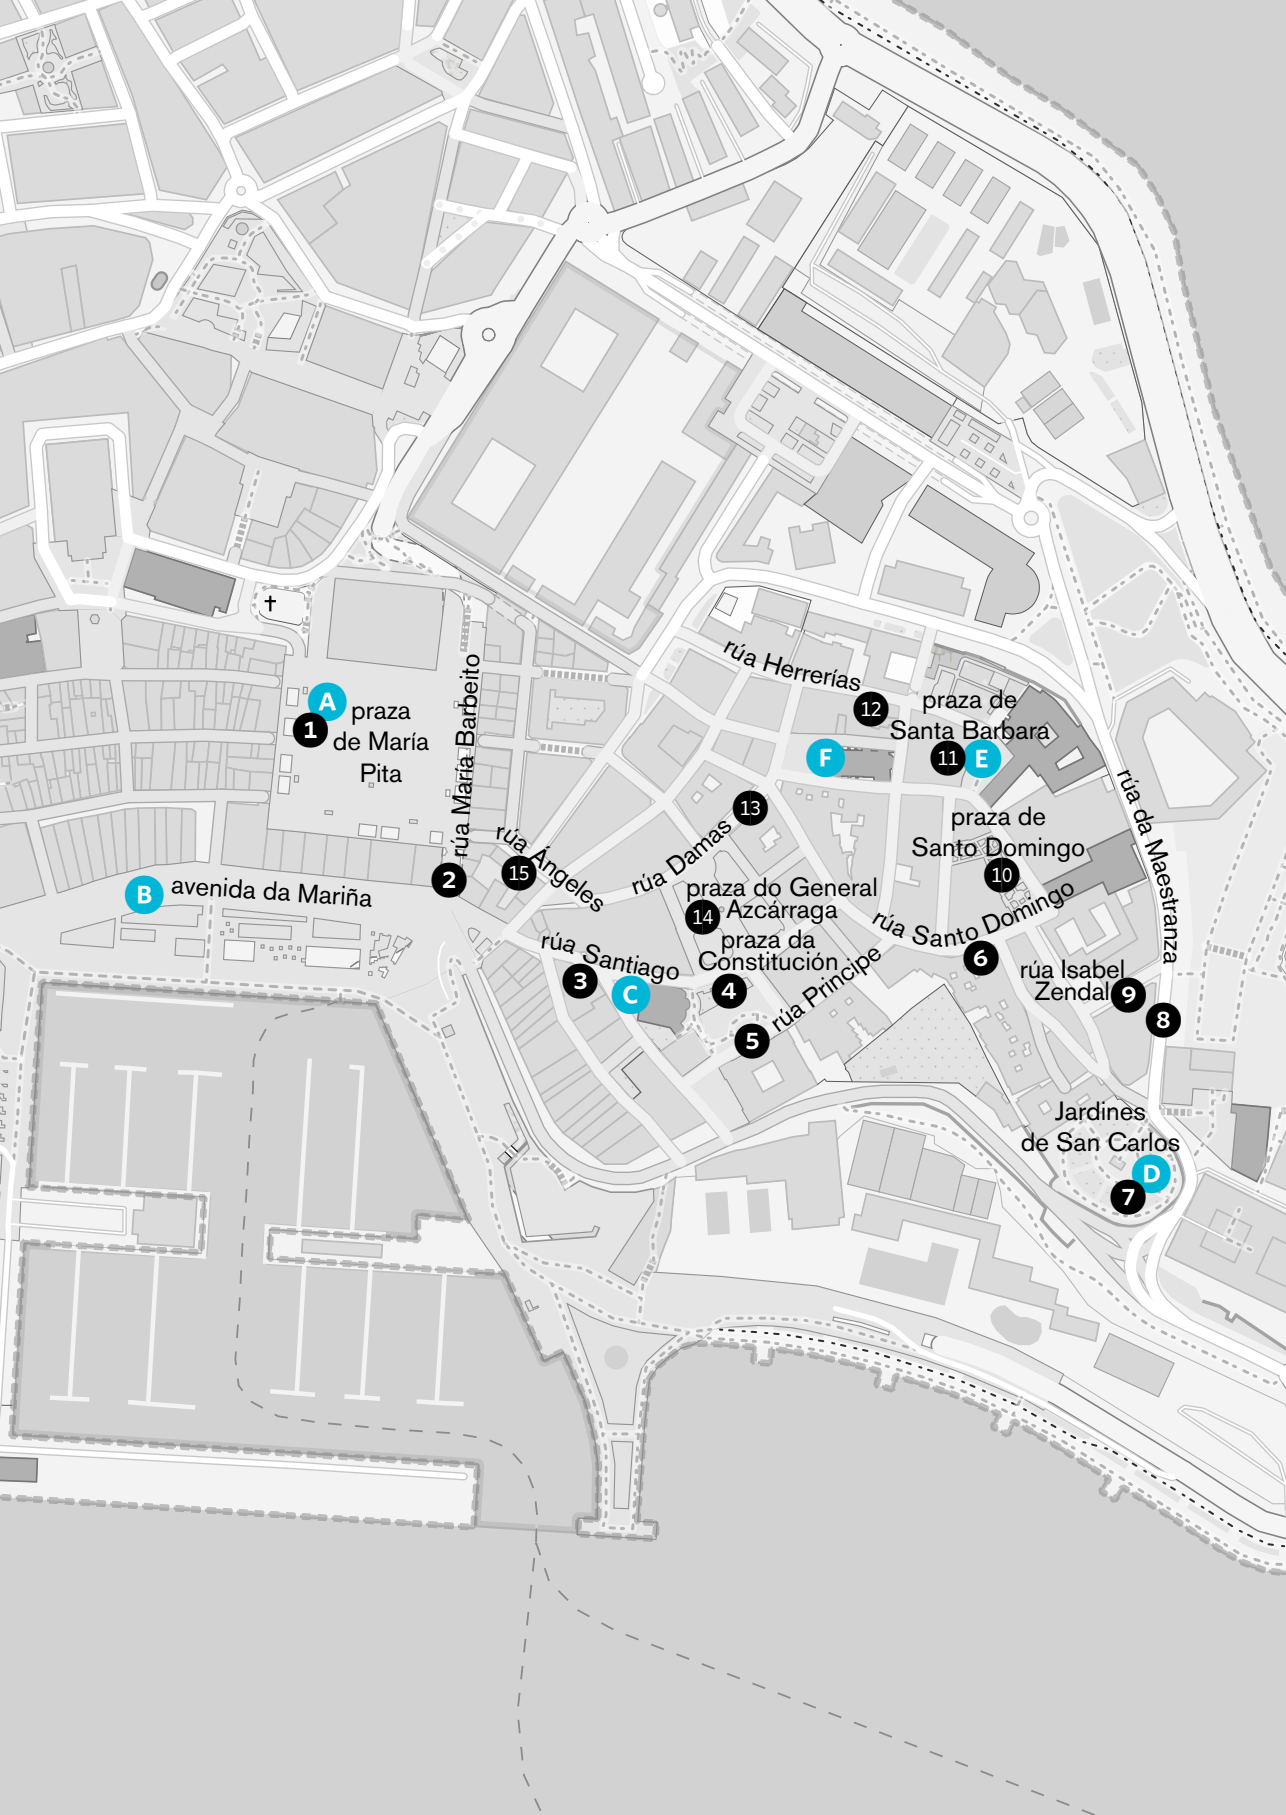 rúa Herrerías
12
praza de
Santa Barbara
11
E
F
A
1
praza
de María
Pita
rúa María Barbeito
rúa da Maestranza
13
praza de
Santo Domingo
10
rúa Ángeles
15
rúa Damas
2
B
avenida da Mariña
praza do General
Azcárraga
14
rúa Santo Domingo
6
praza da
Constitución
4
rúa Santiago
3
C
rúa Principe
5
rúa Isabel
Zendal
9
8
Jardines
de San Carlos
D
7